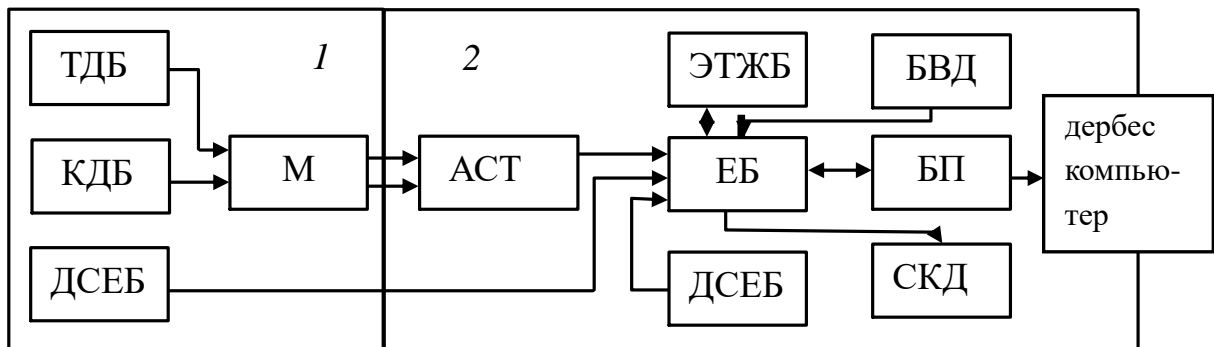 ТДБ
1
2
ЭТЖБ
БВД
КДБ
М
АСТ
ЕБ
БП
дербес
компью-
тер
ДСЕБ
ДСЕБ
СКД